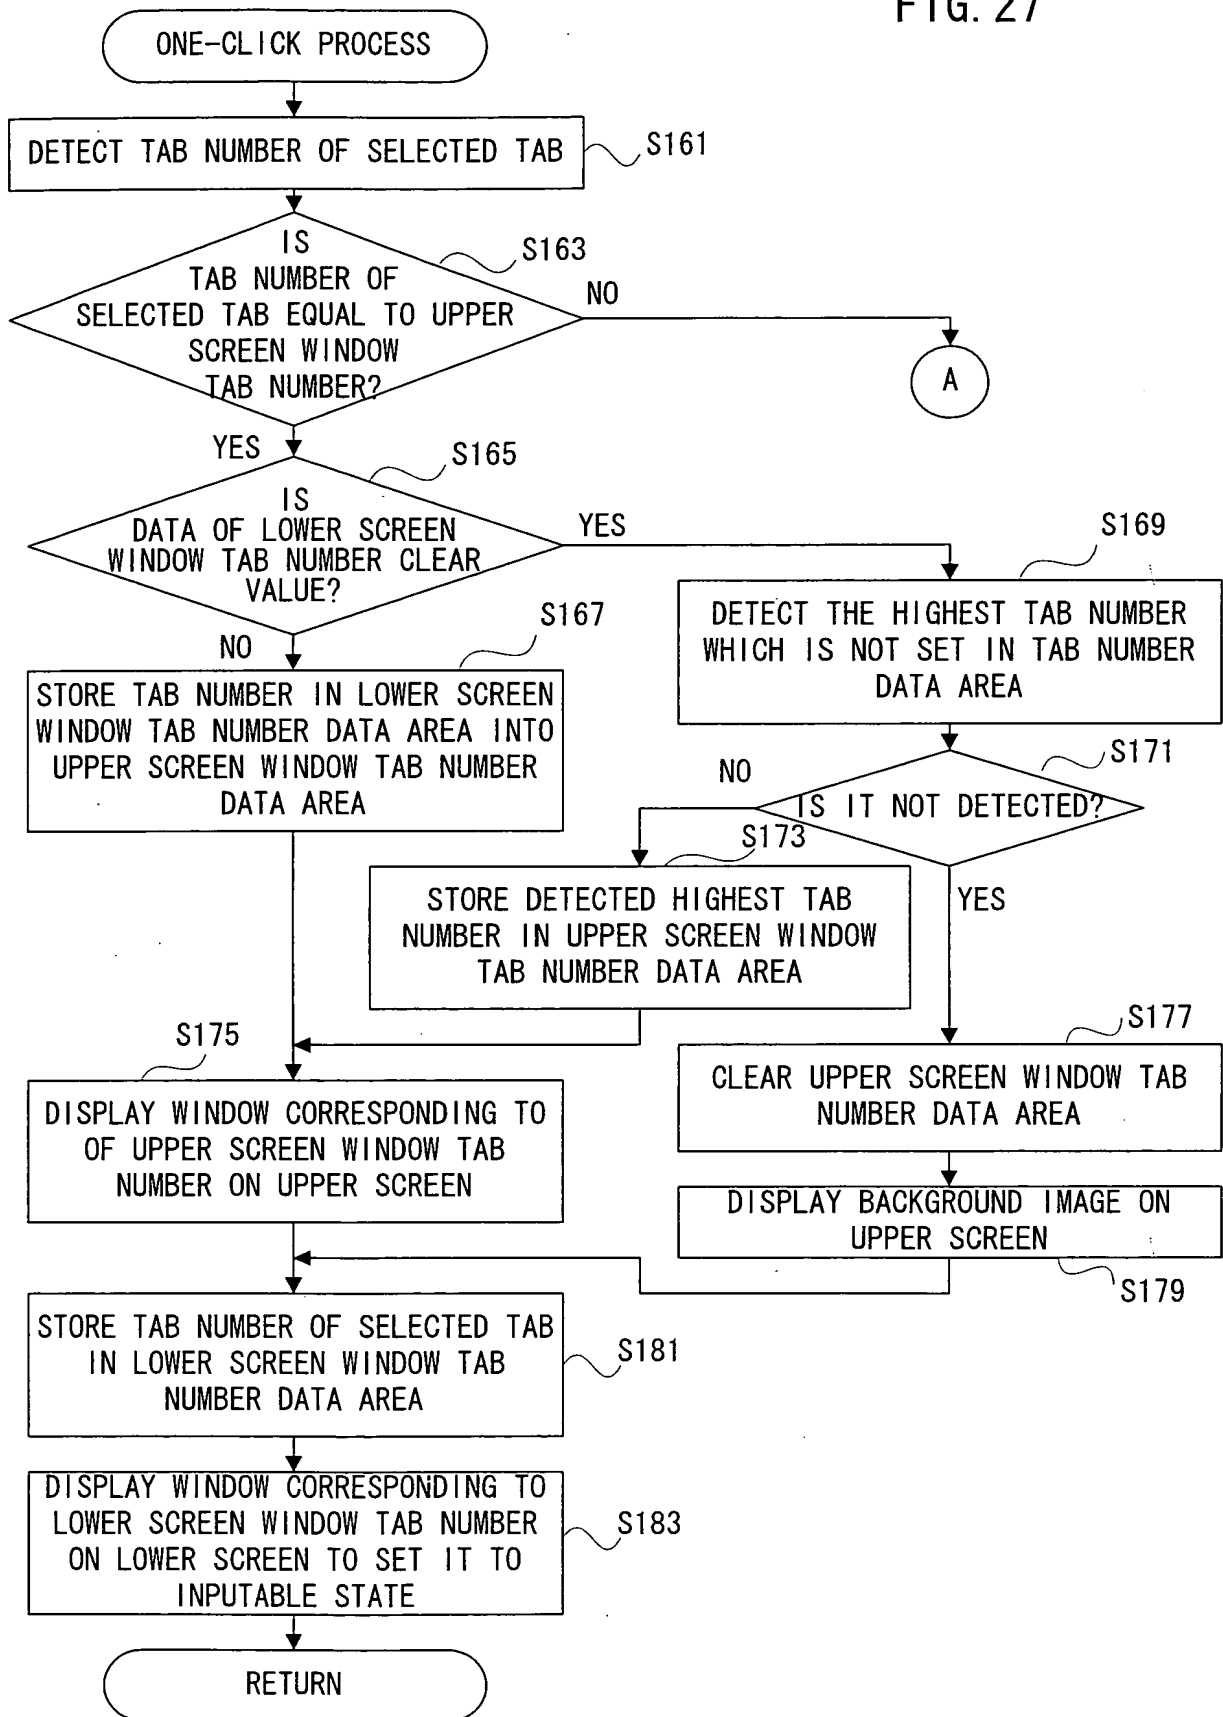 FIG. 27
ONE-CLICK PROCESS
DETECT TAB NUMBER OF SELECTED TAB
S161
IS
TAB NUMBER OF
SELECTED TAB EQUAL TO UPPER
SCREEN WINDOW
TAB NUMBER?
S163
NO
A
YES
S165
IS
DATA OF LOWER SCREEN
WINDOW TAB NUMBER CLEAR
VALUE?
YES
NO
S167
STORE TAB NUMBER IN LOWER SCREEN
WINDOW TAB NUMBER DATA AREA INTO
UPPER SCREEN WINDOW TAB NUMBER
DATA AREA
S169
DETECT THE HIGHEST TAB NUMBER
WHICH IS NOT SET IN TAB NUMBER
DATA AREA
S171
NO
IS IT NOT DETECTED?
YES
S173
STORE DETECTED HIGHEST TAB
NUMBER IN UPPER SCREEN WINDOW
TAB NUMBER DATA AREA
S175
DISPLAY WINDOW CORRESPONDING TO
OF UPPER SCREEN WINDOW TAB
NUMBER ON UPPER SCREEN
S177
CLEAR UPPER SCREEN WINDOW TAB
NUMBER DATA AREA
DISPLAY BACKGROUND IMAGE ON
UPPER SCREEN
S179
STORE TAB NUMBER OF SELECTED TAB
IN LOWER SCREEN WINDOW TAB
NUMBER DATA AREA
S181
DISPLAY WINDOW CORRESPONDING TO
LOWER SCREEN WINDOW TAB NUMBER
ON LOWER SCREEN TO SET IT TO
INPUTABLE STATE
S183
RETURN